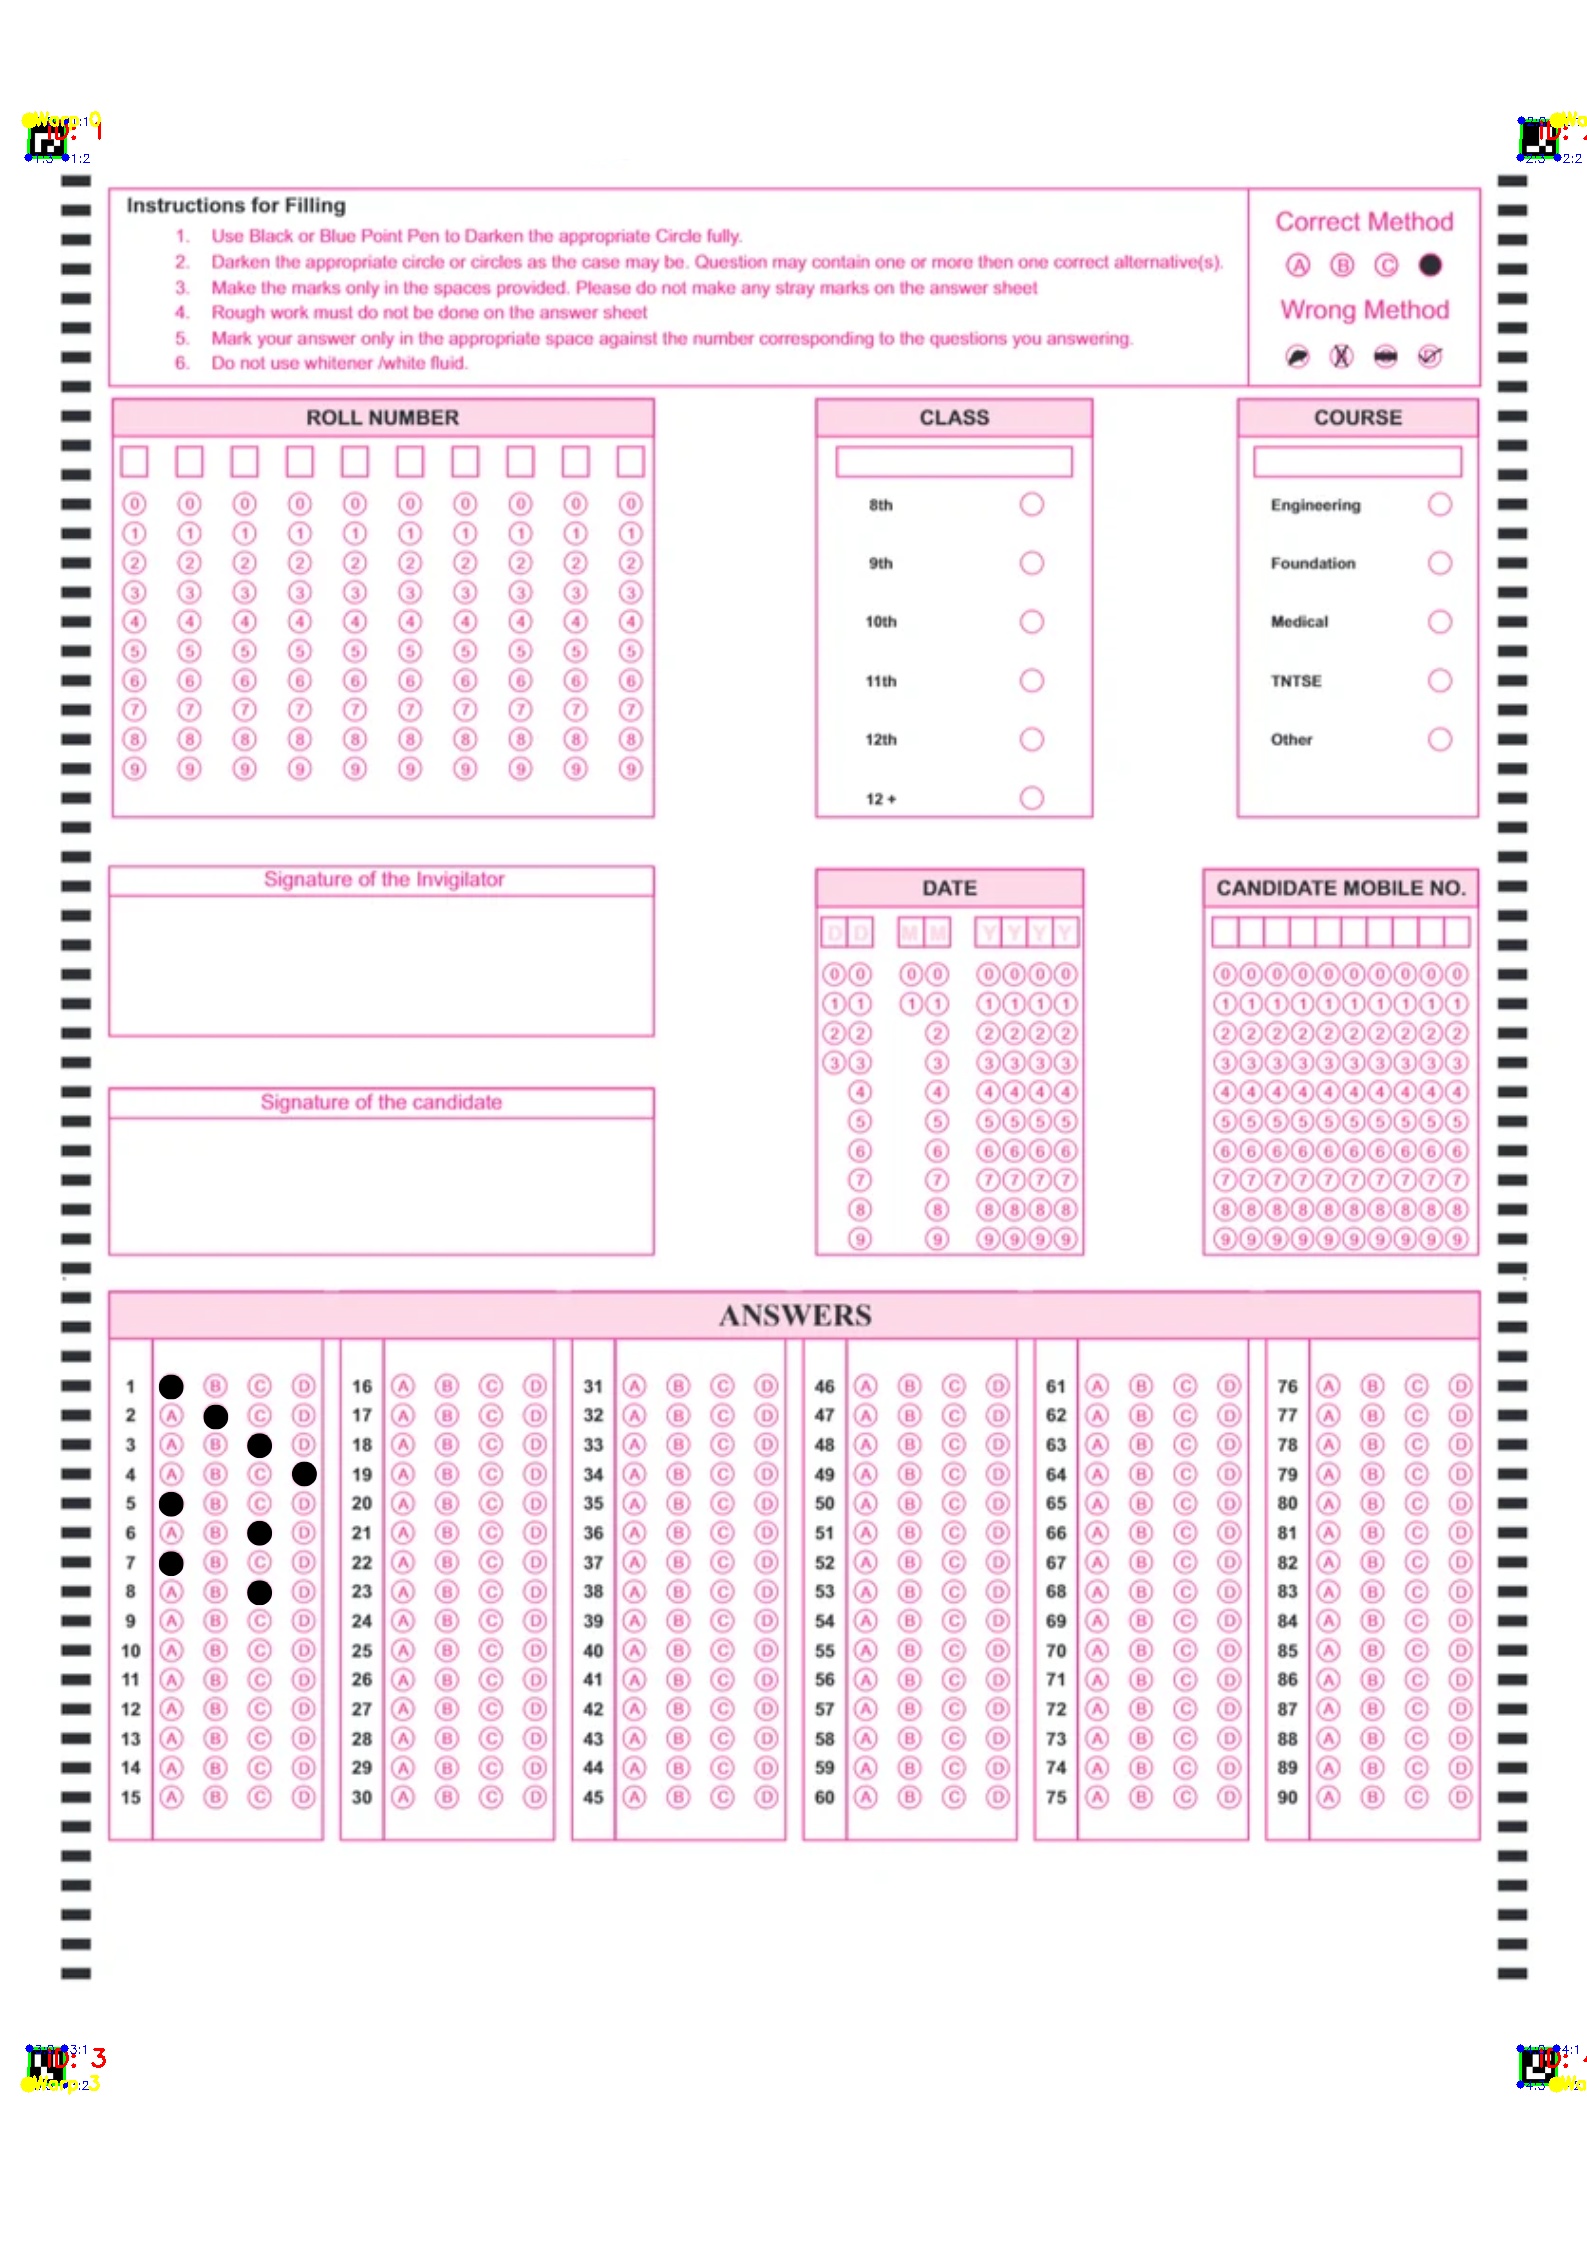 Warp 0
ID: 1
1:2
2:2
Instructions for Filling
1. Use Black or Blue Point Pen to Darken the appropriate Circle fully.
2. Darken the appropriate circle or circles as the case may be. Question may contain one or more then one correct alternative(s).
3. Make the marks only in the spaces provided. Please do not make any stray marks on the answer sheet
4. Rough work must do not be done on the answer sheet
5. Mark your answer only in the appropriate space against the number corresponding to the questions you answering.
6. Do not use whitener /white fluid.
Correct Method
A B C
Wrong Method
ROLL NUMBER
0 0 0 0 0 0 0 0 0 0
1 1 1 1 1 1 1 1 1 1
2 2 2 2 2 2 2 2 2 2
3 3 3 3 3 3 3 3 3 3
4 4 4 4 4 4 4 4 4 4
5 5 5 5 5 5 5 5 5 5
6 6 6 6 6 6 6 6 6 6
7 7 7 7 7 7 7 7 7 7
8 8 8 8 8 8 8 8 8 8
9 9 9 9 9 9 9 9 9 9
CLASS
8th
9th
10th
11th
12th
12 +
COURSE
Engineering
Foundation
Medical
TNTSE
Other
Signature of the Invigilator
Signature of the candidate
DATE
D D M M Y Y Y Y
0 0 0 0 0 0 0 0
1 1 1 1 1 1 1 1
2 2 2 2 2 2 2
3 3 3 3 3 3 3
4 4 4 4 4 4
5 5 5 5 5 5
6 6 6 6 6 6
7 7 7 7 7 7
8 8 8 8 8 8
9 9 9 9 9 9
CANDIDATE MOBILE NO.
0 0 0 0 0 0 0 0 0 0
1 1 1 1 1 1 1 1 1 1
2 2 2 2 2 2 2 2 2 2
3 3 3 3 3 3 3 3 3 3
4 4 4 4 4 4 4 4 4 4
5 5 5 5 5 5 5 5 5 5
6 6 6 6 6 6 6 6 6 6
7 7 7 7 7 7 7 7 7 7
8 8 8 8 8 8 8 8 8 8
9 9 9 9 9 9 9 9 9 9
ANSWERS
1 B C D 16 A B C D 31 A B C D 46 A B C D 61 A B C D 76 A B C D
2 A C D 17 A B C D 32 A B C D 47 A B C D 62 A B C D 77 A B C D
3 A B D 18 A B C D 33 A B C D 48 A B C D 63 A B C D 78 A B C D
4 A B C 19 A B C D 34 A B C D 49 A B C D 64 A B C D 79 A B C D
5 B C D 20 A B C D 35 A B C D 50 A B C D 65 A B C D 80 A B C D
6 A B D 21 A B C D 36 A B C D 51 A B C D 66 A B C D 81 A B C D
7 B C D 22 A B C D 37 A B C D 52 A B C D 67 A B C D 82 A B C D
8 A B D 23 A B C D 38 A B C D 53 A B C D 68 A B C D 83 A B C D
9 A B C D 24 A B C D 39 A B C D 54 A B C D 69 A B C D 84 A B C D
10 A B C D 25 A B C D 40 A B C D 55 A B C D 70 A B C D 85 A B C D
11 A B C D 26 A B C D 41 A B C D 56 A B C D 71 A B C D 86 A B C D
12 A B C D 27 A B C D 42 A B C D 57 A B C D 72 A B C D 87 A B C D
13 A B C D 28 A B C D 43 A B C D 58 A B C D 73 A B C D 88 A B C D
14 A B C D 29 A B C D 44 A B C D 59 A B C D 74 A B C D 89 A B C D
15 A B C D 30 A B C D 45 A B C D 60 A B C D 75 A B C D 90 A B C D
3:1
ID: 3
Warp 3
4:1